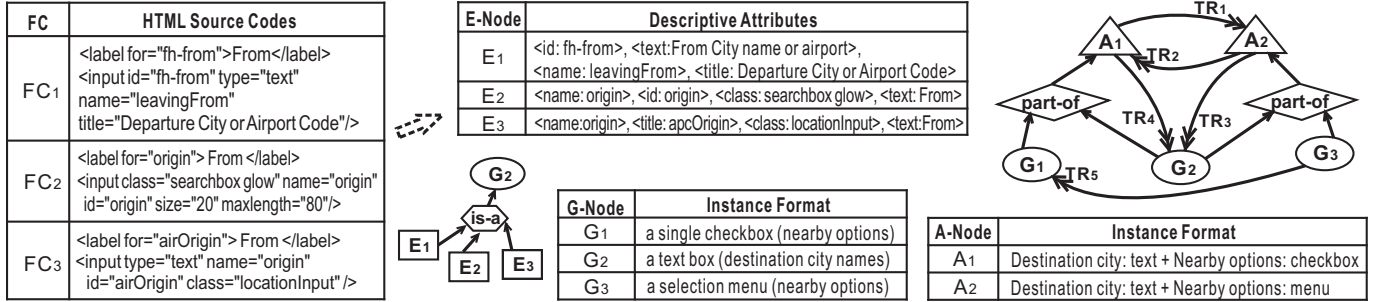 FC HTML Source Codes
FC1
<label for="fh-from">From</label>
<input id="fh-from" type="text"
name="leavingFrom"
title="Departure City or Airport Code"/>
FC2
<label for="origin"> From </label>
<input class="searchbox glow" name="origin"
id="origin" size="20" maxlength="80"/>
FC3
<label for="airOrigin"> From </label>
<input type="text" name="origin"
id="airOrigin" class="locationInput" />
E-Node Descriptive Attributes
E1
<id: fh-from>, <text:From City name or airport>,
<name: leavingFrom>, <title: Departure City or Airport Code>
E2 <name: origin>, <id: origin>, <class: searchbox glow>, <text: From>
E3 <name:origin>, <title: apcOrigin>, <class: locationInput>, <text:From>
G2
is-a
E1
E2
E3
G-Node Instance Format
G1 a single checkbox (nearby options)
G2 a text box (destination city names)
G3 a selection menu (nearby options)
TR1
A1
A2
TR2
part-of
part-of
TR4
TR3
G1
G2
G3
TR5
A-Node Instance Format
A1 Destination city: text + Nearby options: checkbox
A2 Destination city: text + Nearby options: menu